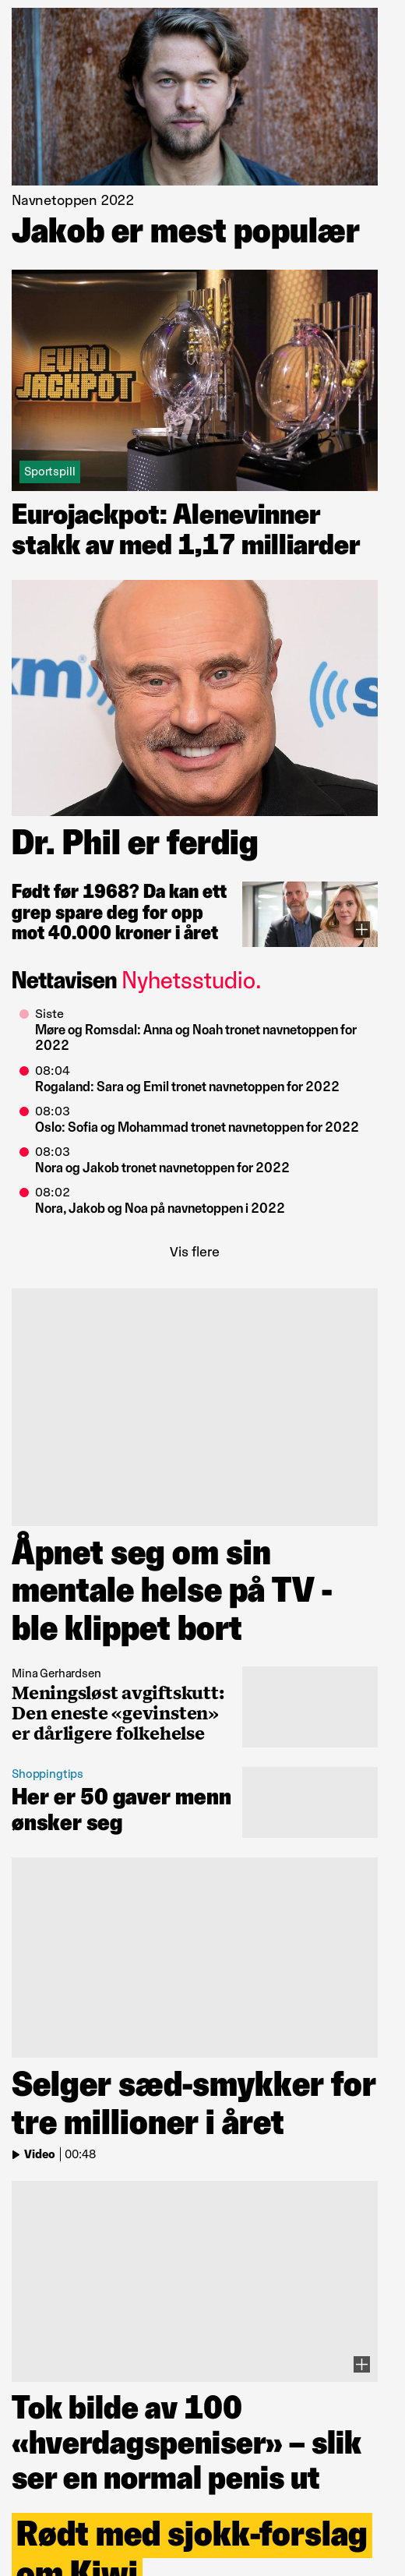 Navnetoppen 2022
Jakob er mest populær
EURO
JACKPOT
Sportspill
Eurojackpot: Alenevinner
stakk av med 1,17 milliarder
Dr. Phil er ferdig
Født før 1968? Da kan ett
grep spare deg for opp
mot 40.000 kroner i året
Nettavisen Nyhetsstudio.
Siste
Møre og Romsdal: Anna og Noah tronet navnetoppen for
2022
08:04
Rogaland: Sara og Emil tronet navnetoppen for 2022
08:03
Oslo: Sofia og Mohammad tronet navnetoppen for 2022
08:03
Nora og Jakob tronet navnetoppen for 2022
08:02
Nora, Jakob og Noa på navnetoppen i 2022
Vis flere
Åpnet seg om sin
mentale helse på TV -
ble klippet bort
Mina Gerhardsen
Meningsløst avgiftskutt:
Den eneste «gevinsten»
er dårligere folkehelse
Shoppingtips
Her er 50 gaver menn
ønsker seg
Selger sæd-smykker for
tre millioner i året
Video | 00:48
Tok bilde av 100
«hverdagspeniser» – slik
ser en normal penis ut
Rødt med sjokk-forslag
om Kiwi